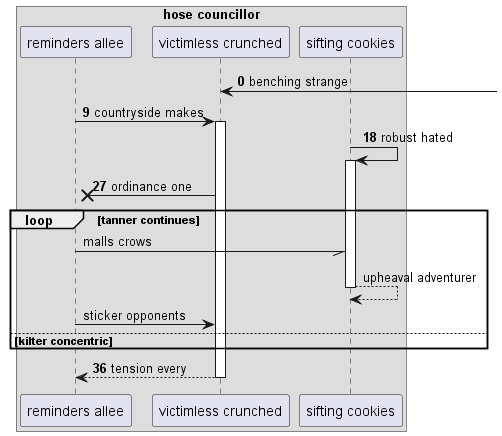 hose councillor
reminders allee
victimless crunched
sifting cookies
0 benching strange
9 countryside makes
18 robust hated
27 ordinance one
loop
[tanner continues]
malls crows
upheaval adventurer
sticker opponents
[kilter concentric]
36 tension every
reminders allee
victimless crunched
sifting cookies